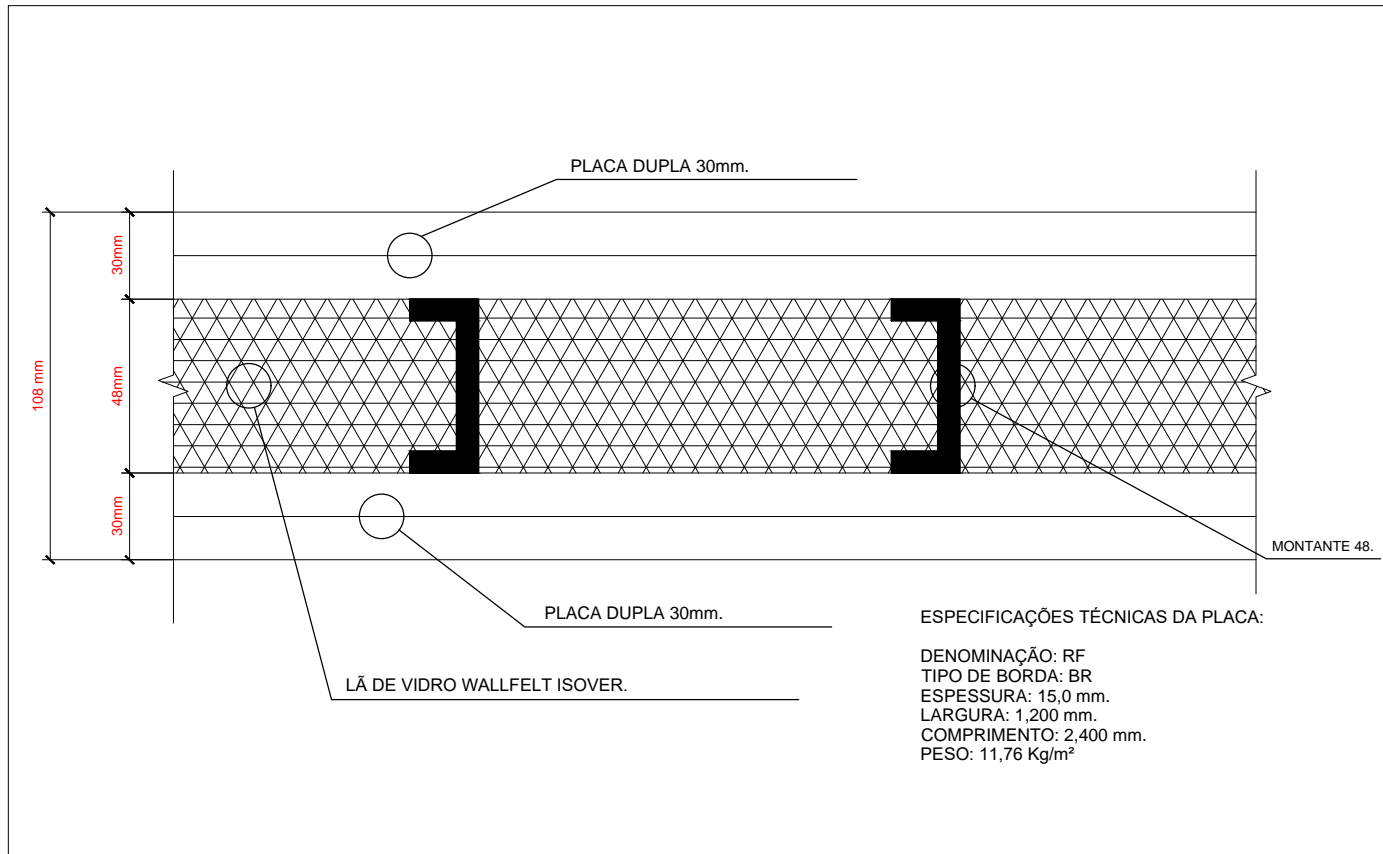 PLACA DUPLA 30mm.
30mm
108 mm
48mm
30mm
MONTANTE 48.
PLACA DUPLA 30mm.
LÃ DE VIDRO WALLFELT ISOVER.
ESPECIFICAÇÕES TÉCNICAS DA PLACA:
DENOMINAÇÃO: RF
TIPO DE BORDA: BR
ESPESSURA: 15,0 mm.
LARGURA: 1,200 mm.
COMPRIMENTO: 2,400 mm.
PESO: 11,76 Kg/m²